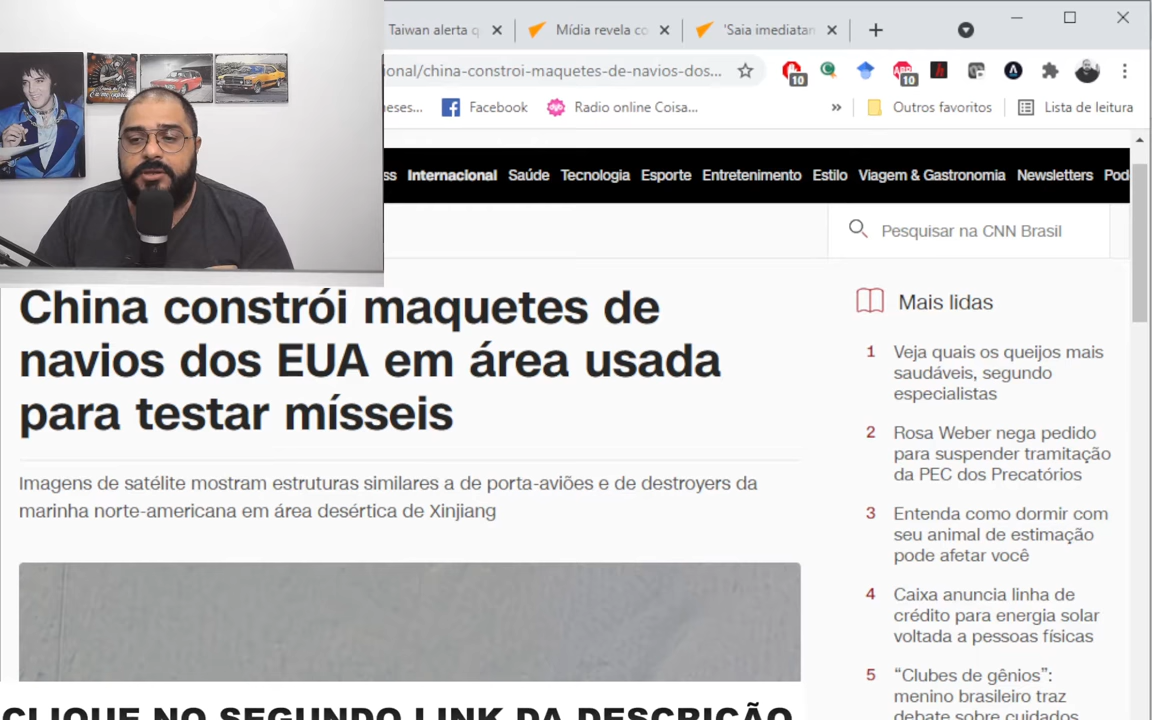 Taiwan alerta q
Mídia revela co
'Saia imediatan
ional/china-constroi-maquetes-de-navios-dos...
10
10
eses...
Facebook
Radio online Coisa...
»
Outros favoritos
Lista de leitura
ss Internacional Saúde Tecnologia Esporte Entretenimento Estilo Viagem & Gastronomia Newsletters Pod
Pesquisar na CNN Brasil
China constrói maquetes de
navios dos EUA em área usada
para testar mísseis
Imagens de satélite mostram estruturas similares a de porta-aviões e de destroyers da
marinha norte-americana em área desértica de Xinjiang
Mais lidas
1 Veja quais os queijos mais
saudáveis, segundo
especialistas
2 Rosa Weber nega pedido
para suspender tramitação
da PEC dos Precatórios
3 Entenda como dormir com
seu animal de estimação
pode afetar você
4 Caixa anuncia linha de
crédito para energia solar
voltada a pessoas físicas
5 “Clubes de gênios”:
menino brasileiro traz
debate sobre cuidados
CLIQUE NO SEGUNDO LINK DA DESCRIÇÃO